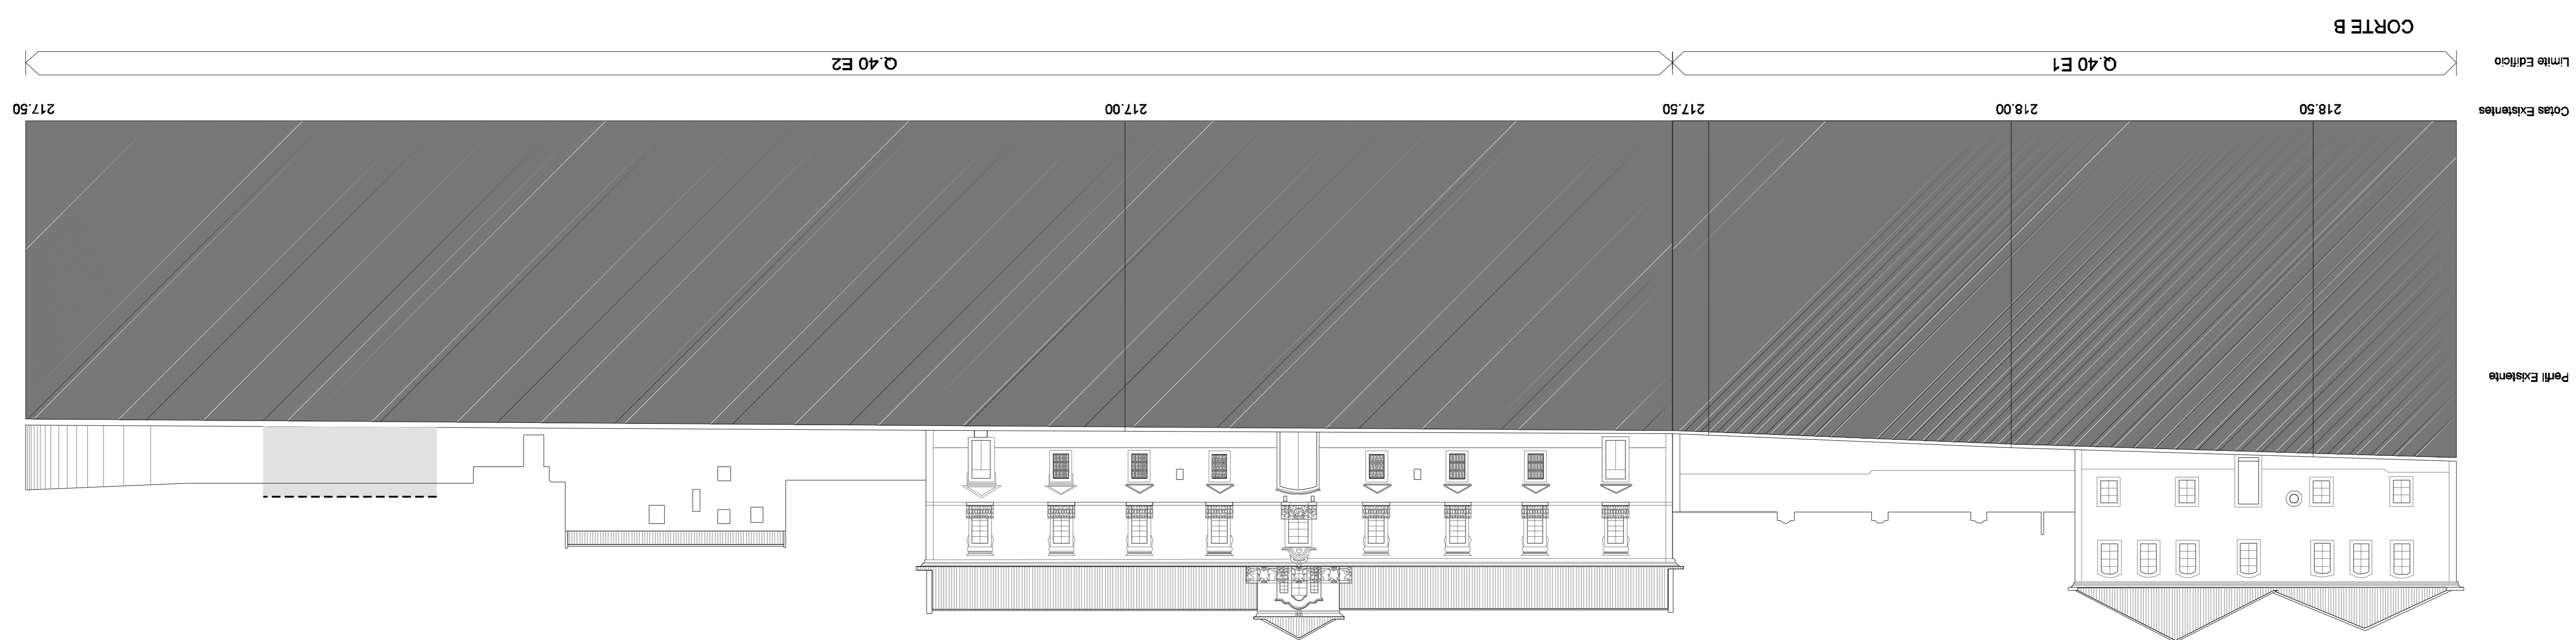 Perfil Existente
Cotas Existentes
218.50
218.00
217.50
217.00
217.50
Limite Edifício
Q.40 E1
Q.40 E2
CORTE B